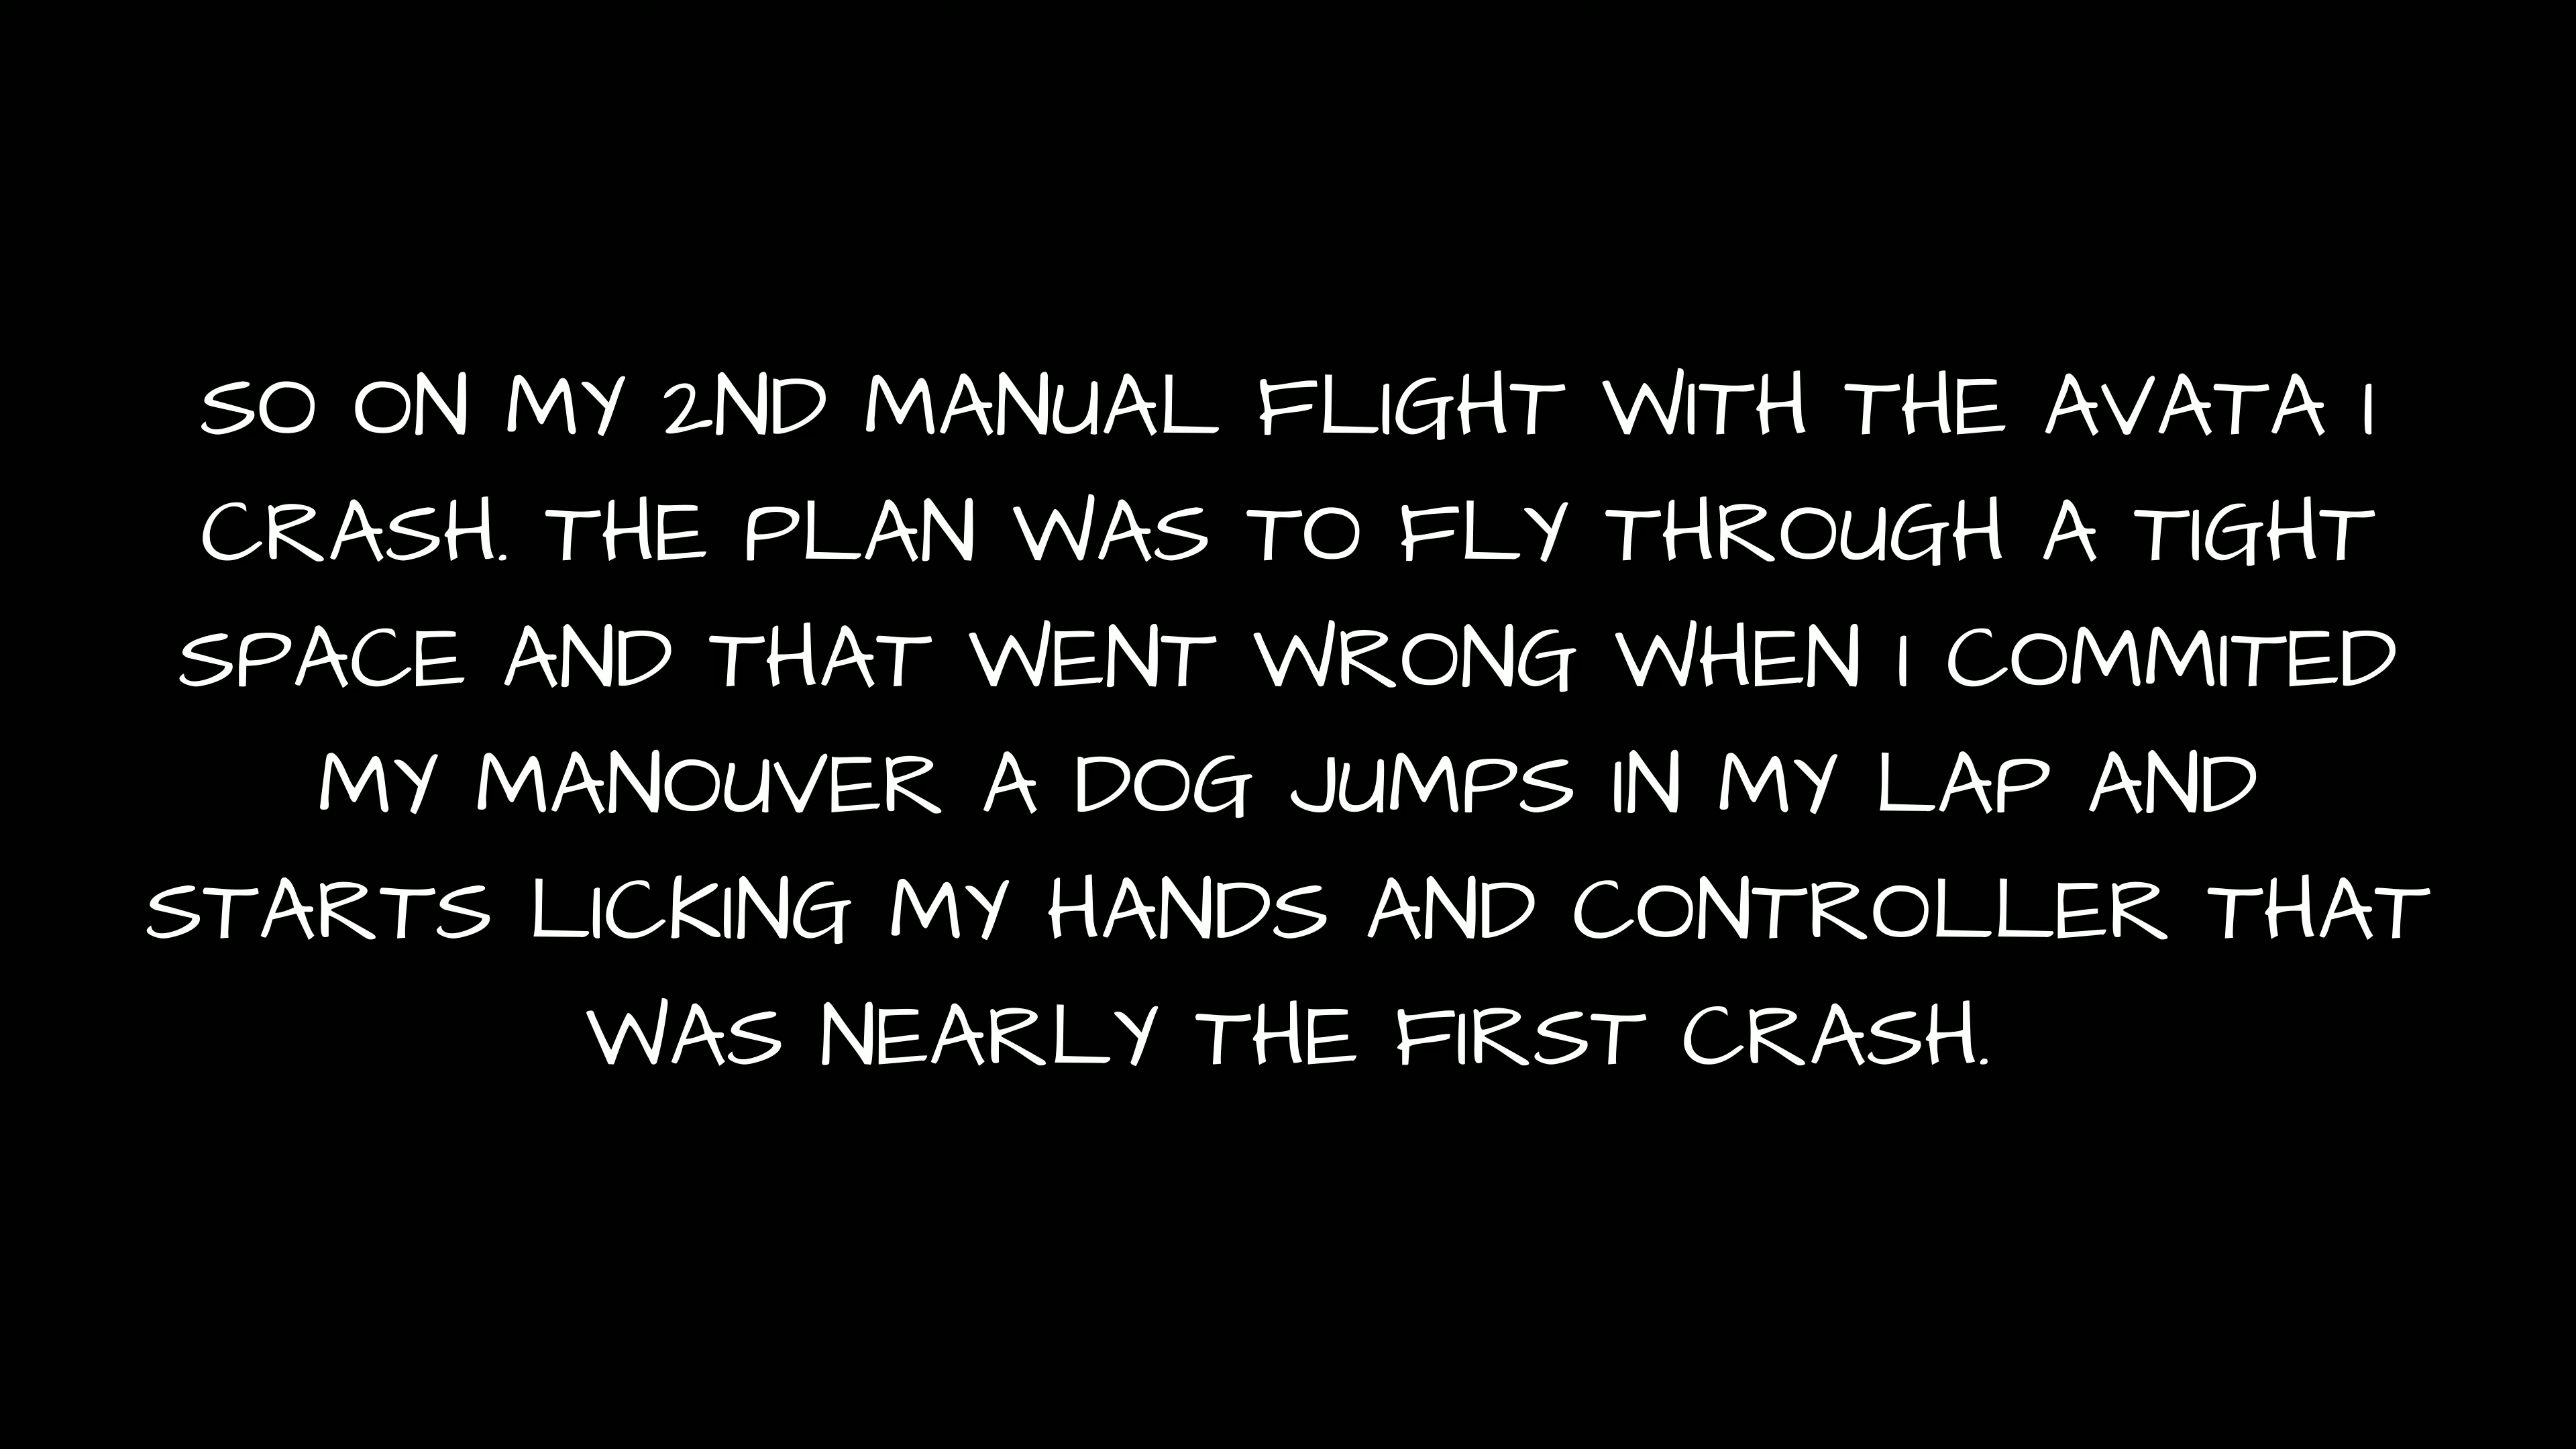 SO ON MY 2ND MANUAL FLIGHT WITH THE AVATA I
CRASH. THE PLAN WAS TO FLY THROUGH A TIGHT
SPACE AND THAT WENT WRONG WHEN I COMMITED
MY MANOUVER A DOG JUMPS IN MY LAP AND
STARTS LICKING MY HANDS AND CONTROLLER THAT
WAS NEARLY THE FIRST CRASH.